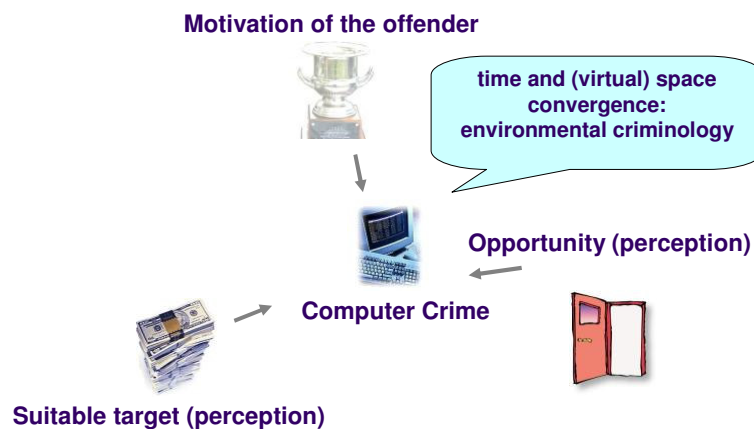 Motivation of the offender
time and (virtual) space
convergence:
environmental criminology
Opportunity (perception)
Computer Crime
Suitable target (perception)